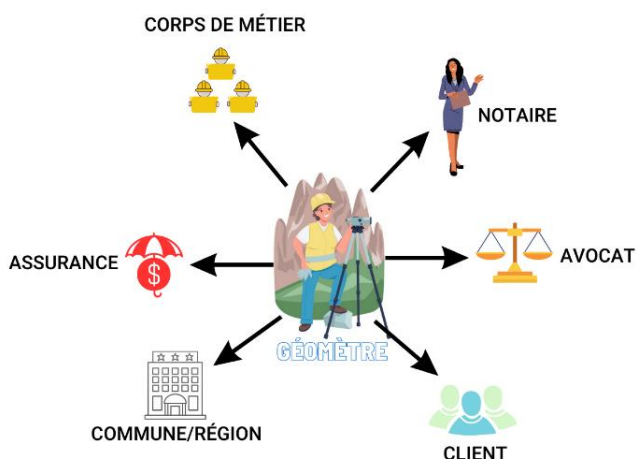 CORPS DE MÉTIER
NOTAIRE
ASSURANCE
$
AVOCAT
GÉOMÈTRE
COMMUNE/RÉGION
CLIENT